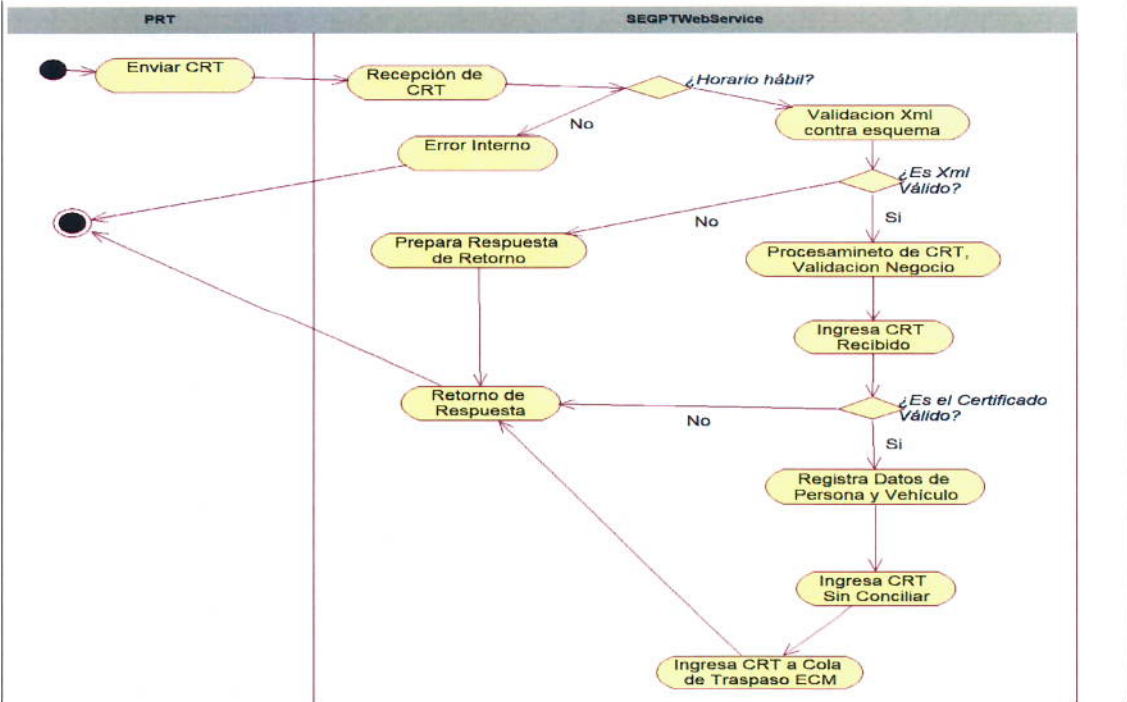 PRT
SEGPTWebService
Enviar CRT
Recepción de
CRT
¿Horario hábil?
Validacion Xml
contra esquema
No
Error Interno
¿Es Xml
Válido?
No
Si
Prepara Respuesta
de Retorno
Procesamineto de CRT,
Validacion Negocio
Ingresa CRT
Recibido
Retorno de
Respuesta
¿Es el Certificado
Válido?
No
Si
Registra Datos de
Persona y Vehículo
Ingresa CRT
Sin Conciliar
Ingresa CRT a Cola
de Traspaso ECM